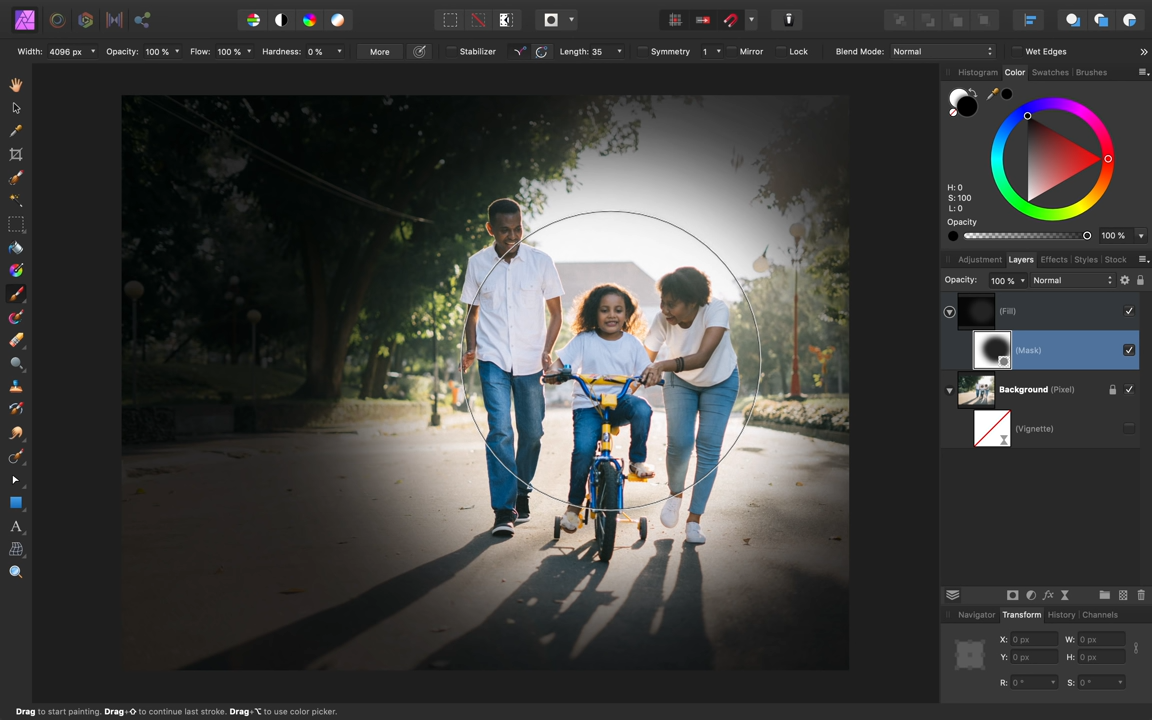 Width: 4096 px Opacity: 100 % Flow: 100 % Hardness: 0 % More Stabilizer Length: 35 Symmetry 1 Mirror Lock Blend Mode: Normal Wet Edges
Histogram Color Swatches Brushes
H: 0
S: 100
L: 0
Opacity
100 %
Adjustment Layers Effects Styles Stock
Opacity: 100 % Normal
(Fill)
(Mask)
Background (Pixel)
(Vignette)
Navigator Transform History Channels
X: 0 px W: 0 px
Y: 0 px H: 0 px
R: 0 ° S: 0 °
Drag to start painting. Drag+⇧ to continue last stroke. Drag+⌥ to use color picker.